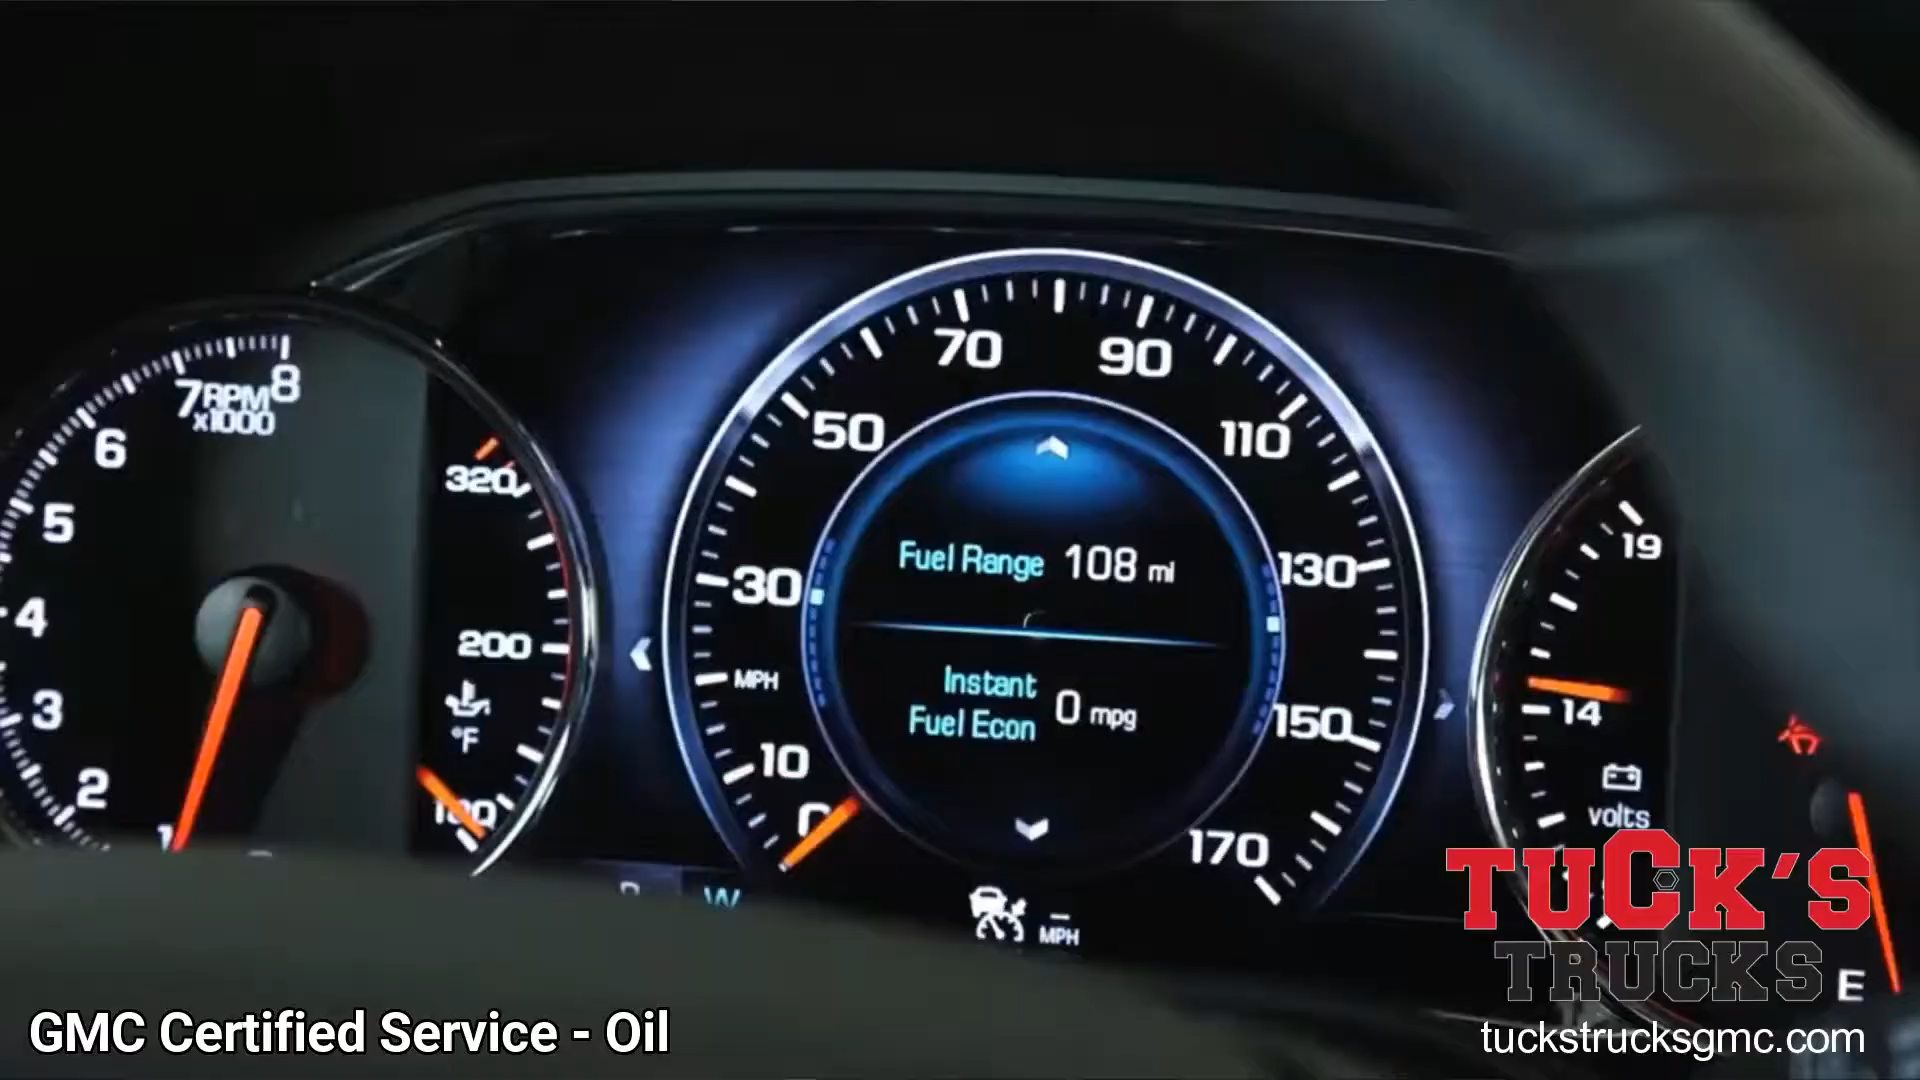 7 RPM 8
x1000
6
5
4
3
2
1
320
200
°F
70
90
50
110
30
130
MPH
150
10
0
170
Fuel Range 108 mi
Instant
Fuel Econ 0 mpg
W
MPH
19
14
volts
E
TUCK'S
TRUCKS
tuckstrucksgmc.com
GMC Certified Service - Oil